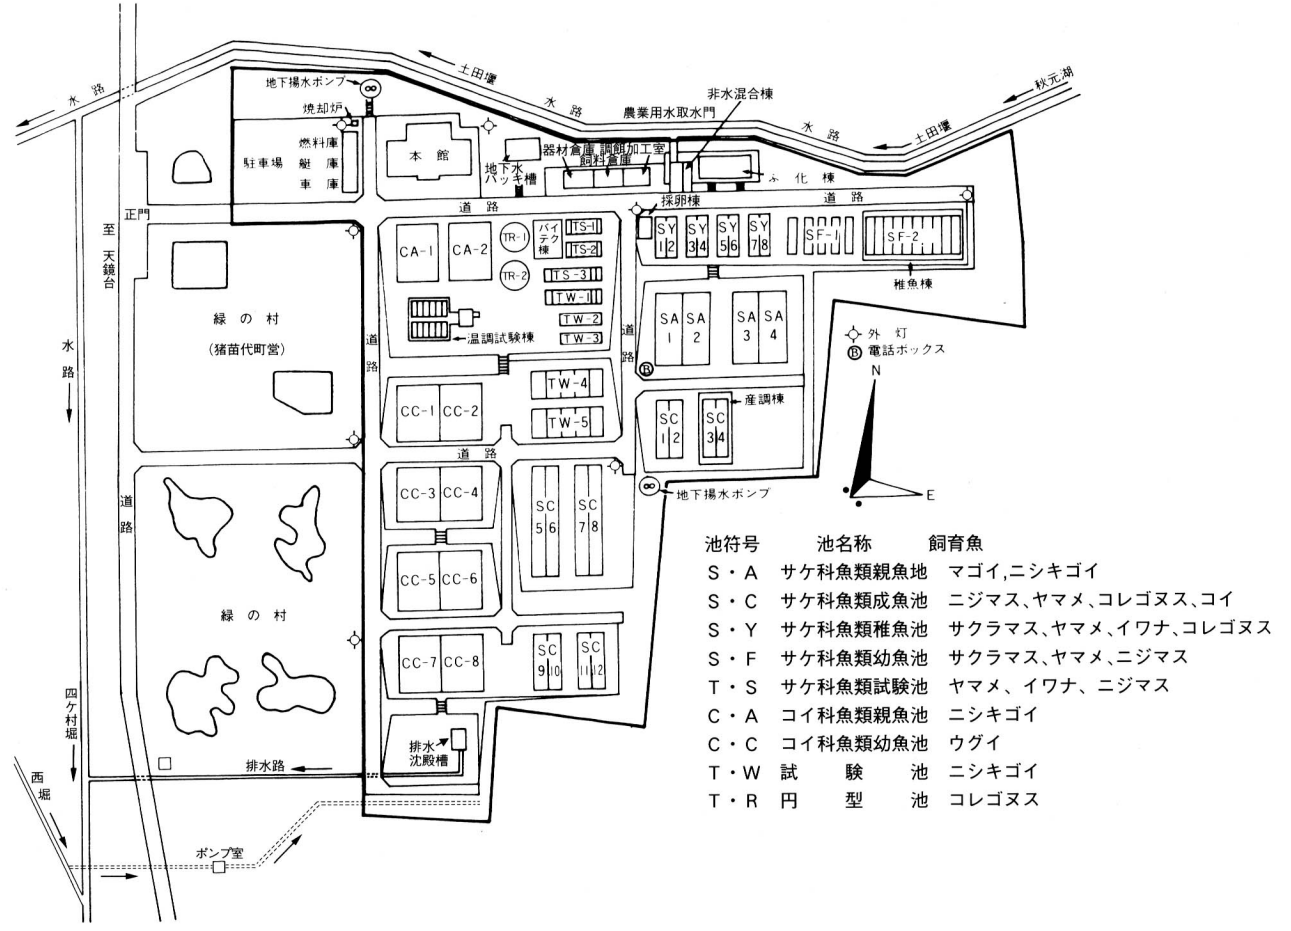 秋元湖
土田堰
水路
土田堰
水路
農業用水取水門
水路
非水混合棟
地下揚水ポンプ
焼却炉
燃料庫
駐車場 艇庫
車庫
本館
地下水バッキ槽
器材倉庫 調餌加工室
飼料倉庫
ふ化棟
採卵棟
道路
道路
正門
至天鏡台
CA-1
CA-2
TR-1
TR-2
バイテク棟
TS-1
TS-2
TS-3
TW-1
TW-2
TW-3
SY 1 2
SY 3 4
SY 5 6
SY 7 8
SF-1
SF-2
稚魚棟
緑の村
(猪苗代町営)
水路
道路
温調試験棟
道路
SA 1
SA 2
SA 3
SA 4
外灯
B 電話ボックス
B
N
E
CC-1
CC-2
TW-4
TW-5
SC 1 2
SC 3 4
産調棟
道路
道路
CC-3
CC-4
SC 5 6
SC 7 8
地下揚水ポンプ
CC-5
CC-6
緑の村
CC-7
CC-8
SC 9 10
SC 11 12
四ケ村堀
西堀
排水路
排水沈殿槽
ポンプ室
池符号 池名称 飼育魚
S・A サケ科魚類親魚地 マゴイ,ニシキゴイ
S・C サケ科魚類成魚池 ニジマス、ヤマメ、コレゴヌス、コイ
S・Y サケ科魚類稚魚池 サクラマス、ヤマメ、イワナ、コレゴヌス
S・F サケ科魚類幼魚池 サクラマス、ヤマメ、ニジマス
T・S サケ科魚類試験池 ヤマメ、イワナ、ニジマス
C・A コイ科魚類親魚池 ニシキゴイ
C・C コイ科魚類幼魚池 ウグイ
T・W 試験池 ニシキゴイ
T・R 円型池 コレゴヌス